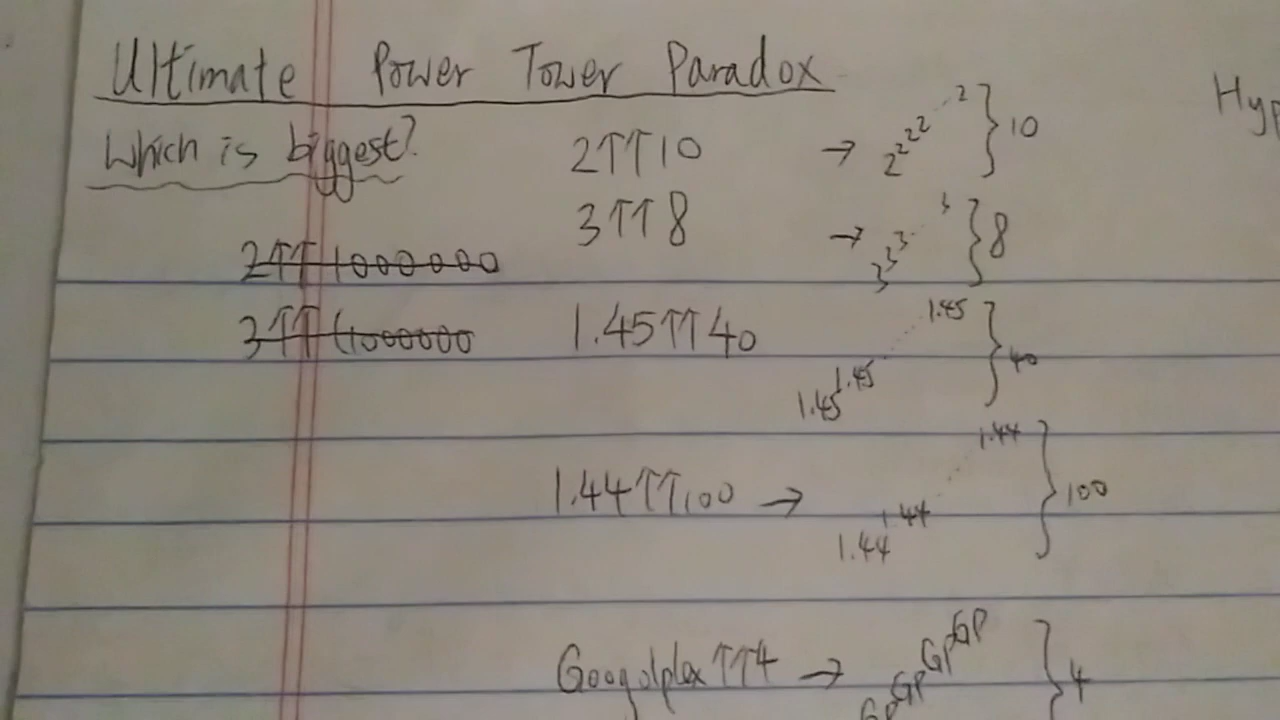 Ultimate Power Tower Paradox
Hyp
Which is biggest?
2↑↑10 → 2^2^2^2⋰^2 } 10
3↑↑8 → 3^3^3⋰^3 } 8
2↑↑1000000
3↑↑(1000000
1.45↑↑40 1.45^1.45⋰^1.45 } 40
1.44↑↑100 → 1.44^1.44⋰^1.44 } 100
Googolplex↑↑4 → GP^GP^GP^GP } 4